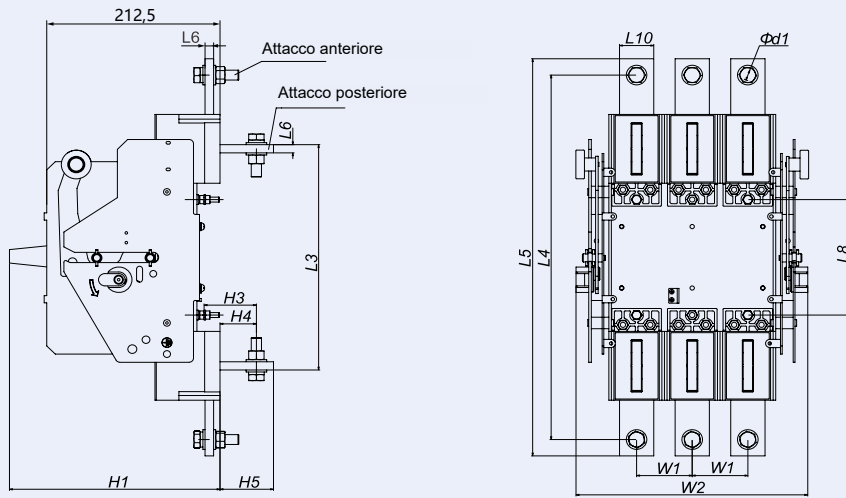 212,5
L6
Attacco anteriore
Attacco posteriore
L6
L3
H3
H4
H1
H5
L10
Φd1
L5
L4
L8
W1
W1
W2